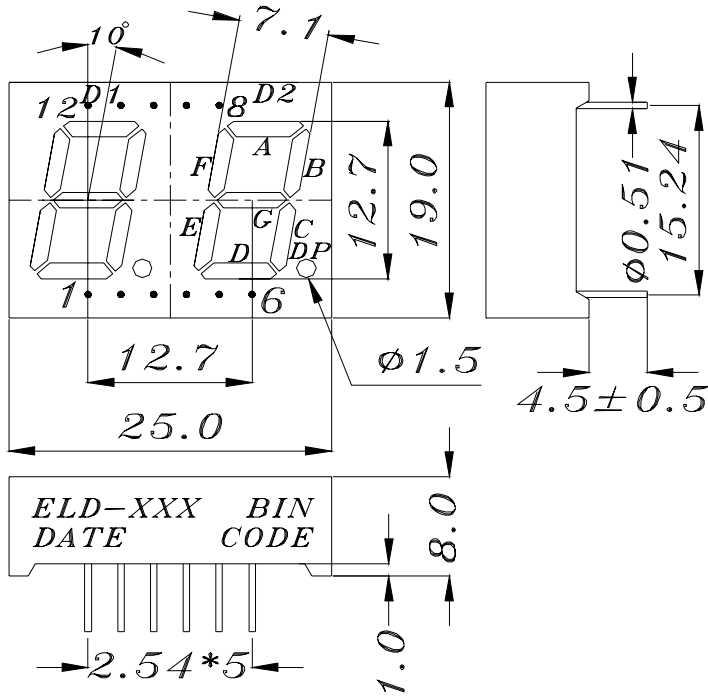 10°
7.1
D1
D2
12
8
A
F
B
G
E
C
D
DP
1
6
12.7
19.0
ø0.51
15.24
12.7
ø1.5
4.5±0.5
25.0
ELD-XXX BIN
DATE CODE
8.0
1.0
2.54*5